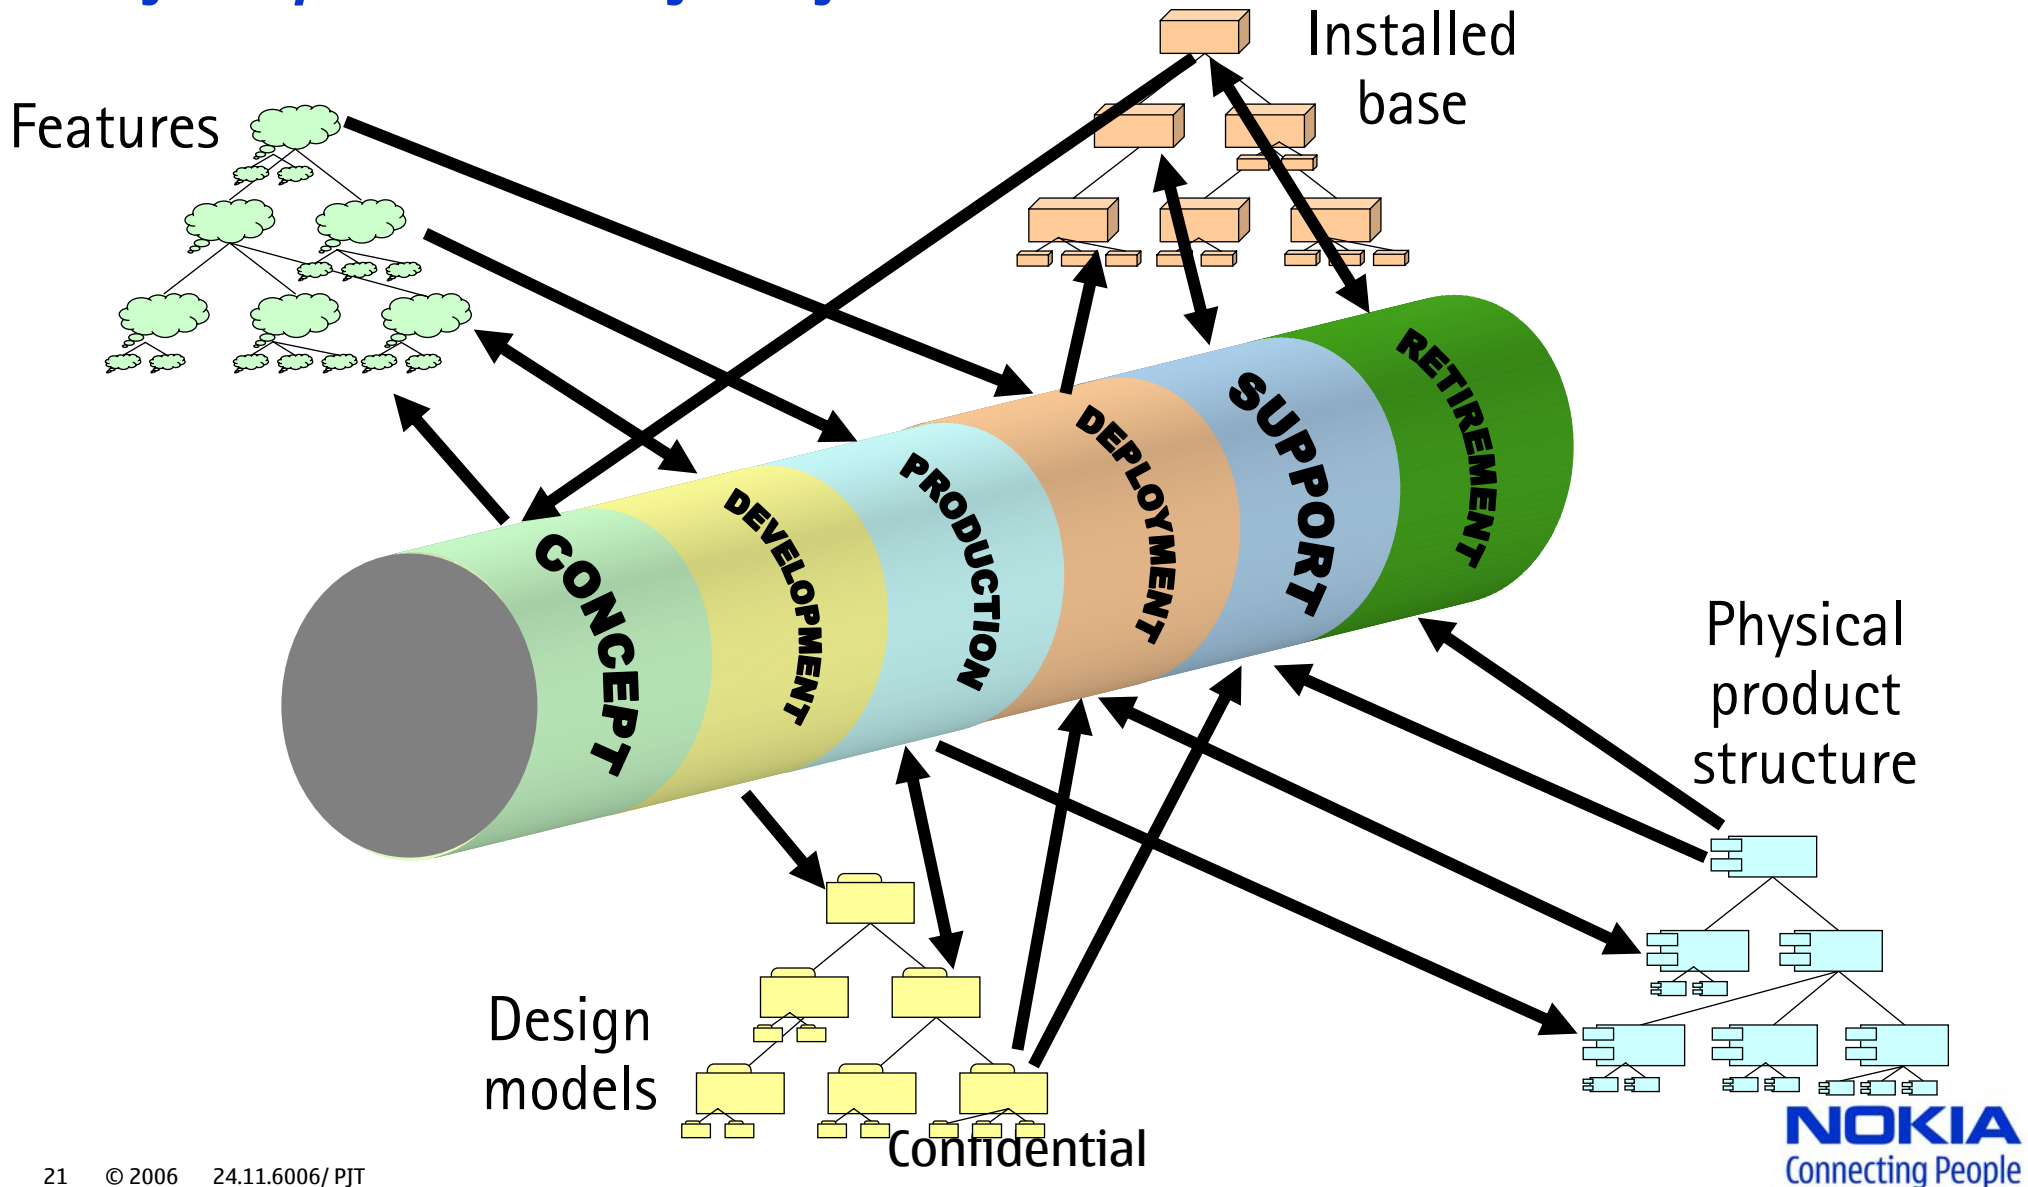 Installed
base
Features
RETIREMENT
SUPPORT
DEPLOYMENT
PRODUCTION
DEVELOPMENT
CONCEPT
Physical
product
structure
Design
models
Confidential
NOKIA
Connecting People
21 © 2006 24.11.6006/ PJT